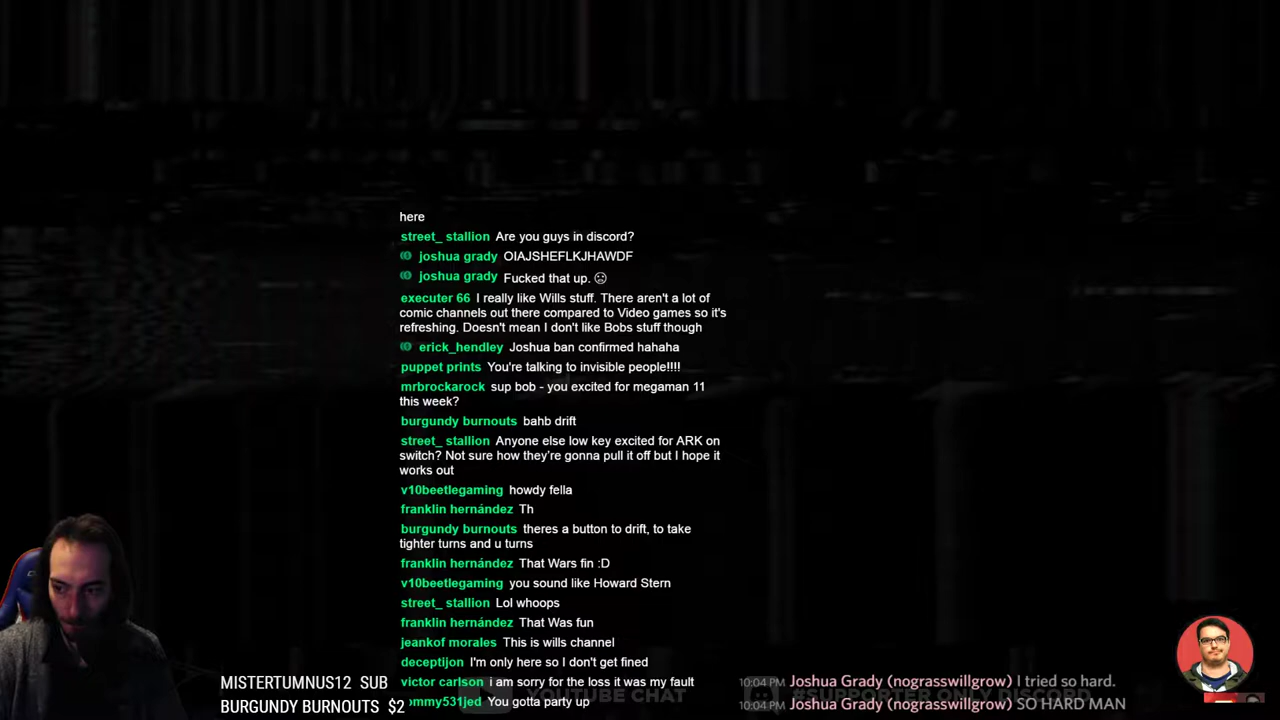 here
street_ stallion Are you guys in discord?
joshua grady OIAJSHEFLKJHAWDF
joshua grady Fucked that up. ☹
executer 66 I really like Wills stuff. There aren't a lot of
comic channels out there compared to Video games so it's
refreshing. Doesn't mean I don't like Bobs stuff though
erick_hendley Joshua ban confirmed hahaha
puppet prints You're talking to invisible people!!!!
mrbrockarock sup bob - you excited for megaman 11
this week?
burgundy burnouts bahb drift
street_ stallion Anyone else low key excited for ARK on
switch? Not sure how they're gonna pull it off but I hope it
works out
v10beetlegaming howdy fella
franklin hernández Th
burgundy burnouts theres a button to drift, to take
tighter turns and u turns
franklin hernández That Wars fin :D
v10beetlegaming you sound like Howard Stern
street_ stallion Lol whoops
franklin hernández That Was fun
jeankof morales This is wills channel
deceptijon I'm only here so I don't get fined
victor carlson i am sorry for the loss it was my fault
ommy531jed You gotta party up
MISTERTUMNUS12 SUB
BURGUNDY BURNOUTS $2
YOUTUBE CHAT
#SUPPORTER ONLY DISCORD
10:04 PM Joshua Grady (nograsswillgrow) I tried so hard.
10:04 PM Joshua Grady (nograsswillgrow) SO HARD MAN